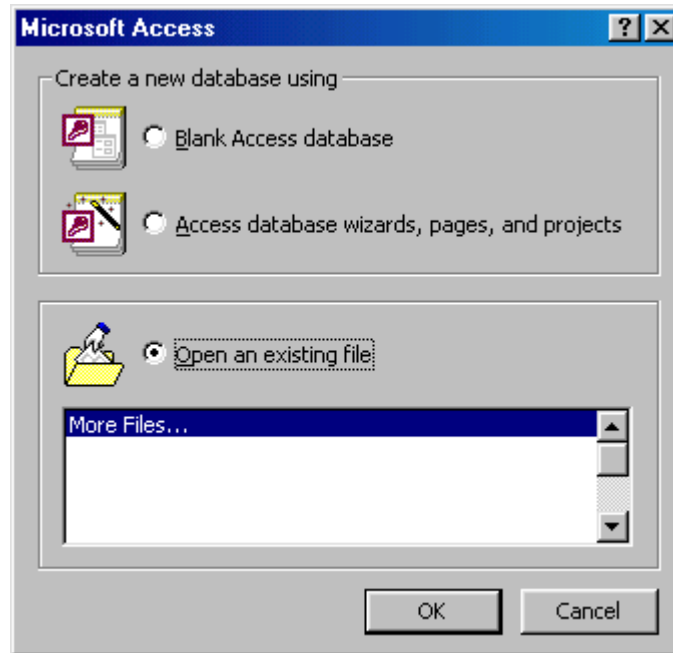 Microsoft Access
Create a new database using
Blank Access database
Access database wizards, pages, and projects
Open an existing file
More Files...
OK
Cancel